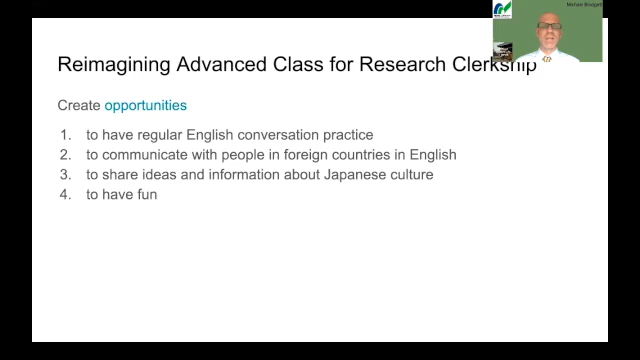 Michael Bradgett
Reimagining Advanced Class for Research Clerkship
Create opportunities
1. to have regular English conversation practice
2. to communicate with people in foreign countries in English
3. to share ideas and information about Japanese culture
4. to have fun